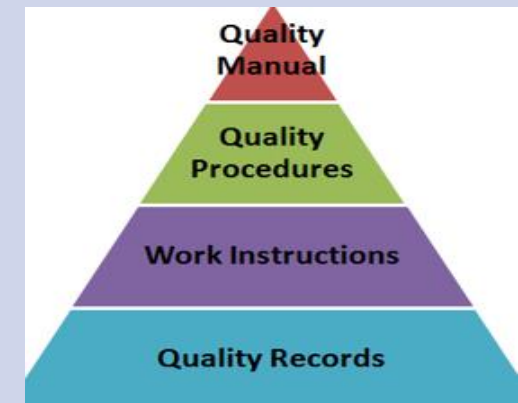 Quality
Manual
Quality
Procedures
Work Instructions
Quality Records